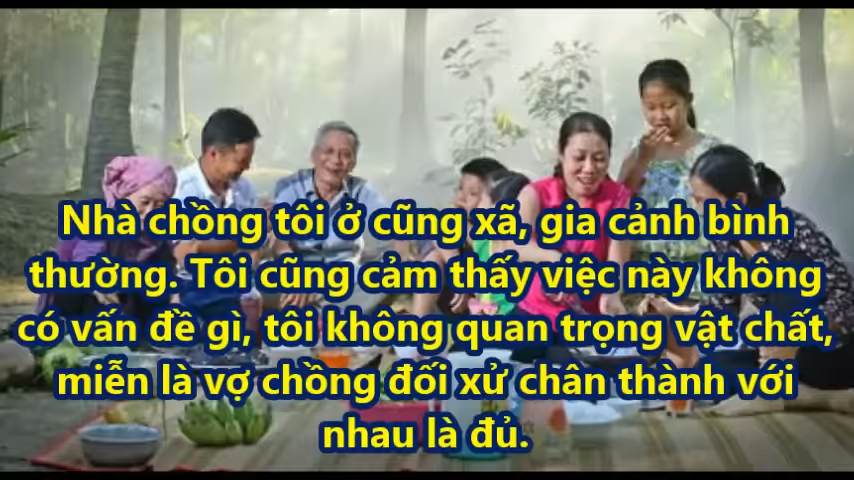 Nhà chồng tôi ở cũng xã, gia cảnh bình
thường. Tôi cũng cảm thấy việc này không
có vấn đề gì, tôi không quan trọng vật chất,
miễn là vợ chồng đối xử chân thành với
nhau là đủ.